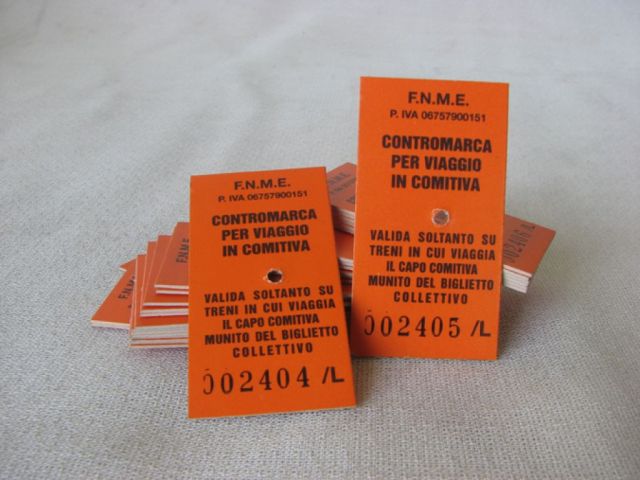 F.N.M.E.
P. IVA 06757900151
CONTROMARCA
PER VIAGGIO
IN COMITIVA
VALIDA SOLTANTO SU
TRENI IN CUI VIAGGIA
IL CAPO COMITIVA
MUNITO DEL BIGLIETTO
COLLETTIVO
002404 /L
F.N.M.E.
P. IVA 06757900151
CONTROMARCA
PER VIAGGIO
IN COMITIVA
VALIDA SOLTANTO SU
TRENI IN CUI VIAGGIA
IL CAPO COMITIVA
MUNITO DEL BIGLIETTO
COLLETTIVO
002405 /L
F.N.M.E.
002406 /L